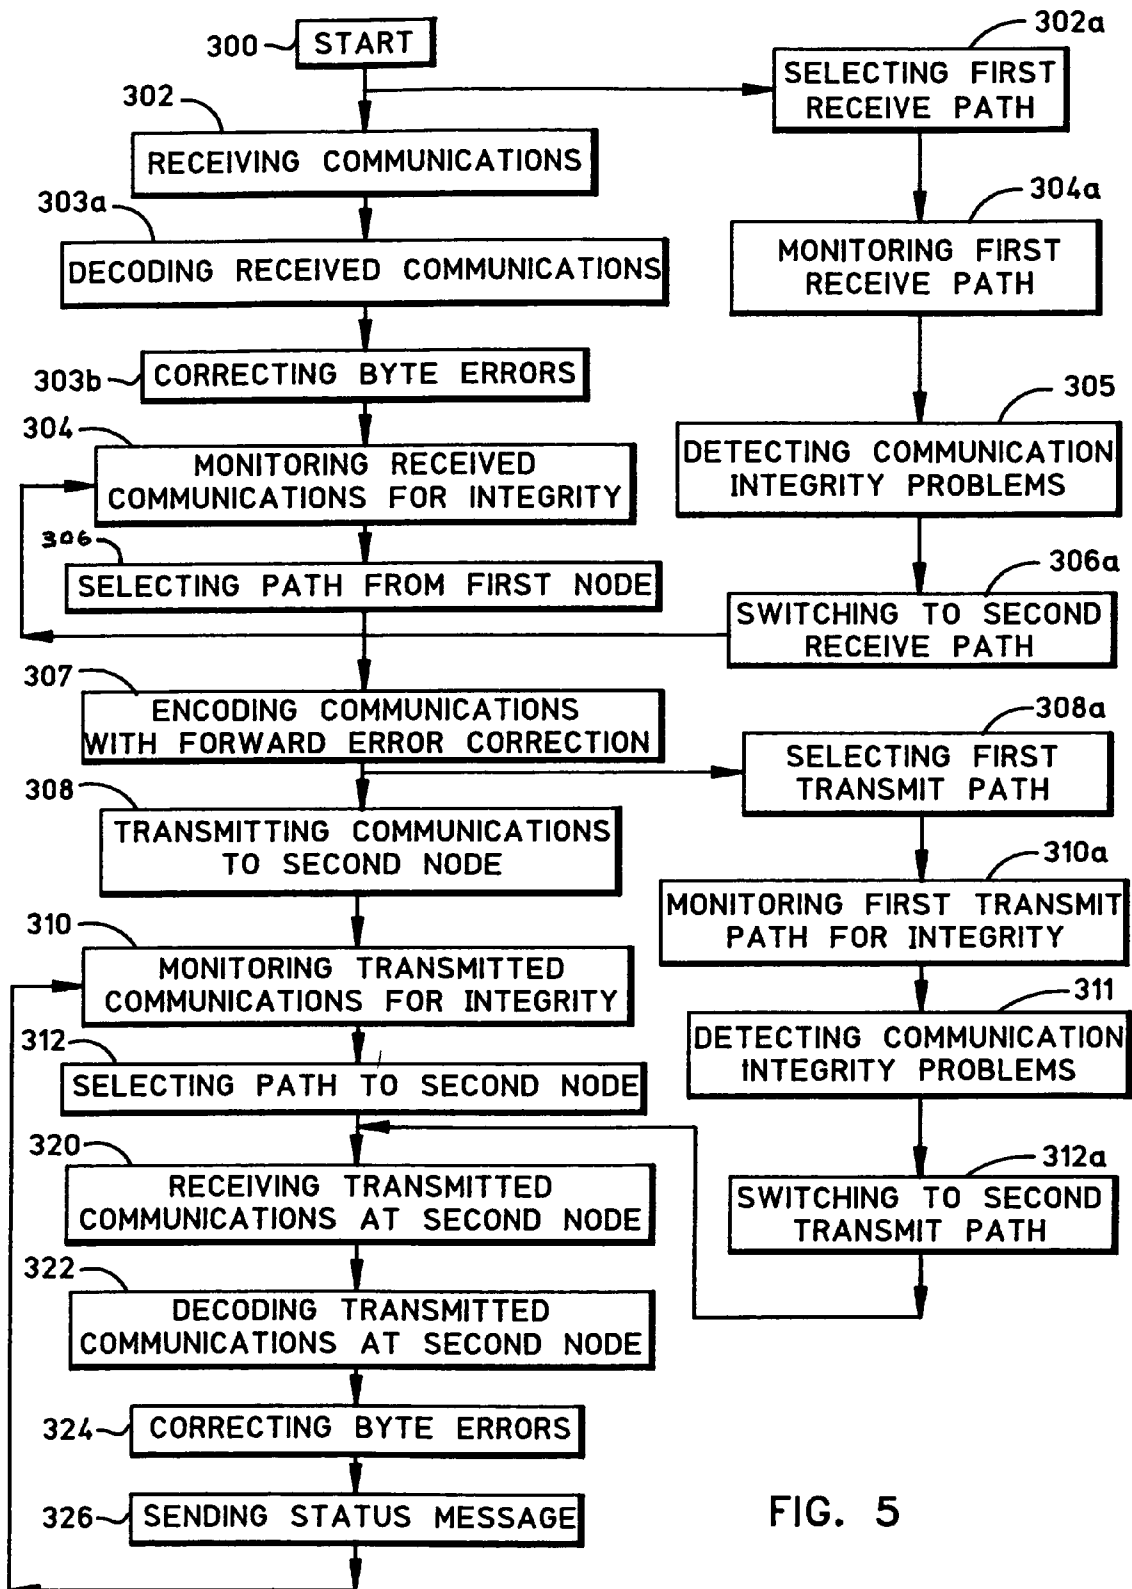 300
START
302a
SELECTING FIRST
RECEIVE PATH
302
RECEIVING COMMUNICATIONS
304a
MONITORING FIRST
RECEIVE PATH
303a
DECODING RECEIVED COMMUNICATIONS
303b
CORRECTING BYTE ERRORS
305
DETECTING COMMUNICATION
INTEGRITY PROBLEMS
304
MONITORING RECEIVED
COMMUNICATIONS FOR INTEGRITY
306
SELECTING PATH FROM FIRST NODE
306a
SWITCHING TO SECOND
RECEIVE PATH
307
ENCODING COMMUNICATIONS
WITH FORWARD ERROR CORRECTION
308a
SELECTING FIRST
TRANSMIT PATH
308
TRANSMITTING COMMUNICATIONS
TO SECOND NODE
310a
MONITORING FIRST TRANSMIT
PATH FOR INTEGRITY
310
MONITORING TRANSMITTED
COMMUNICATIONS FOR INTEGRITY
311
DETECTING COMMUNICATION
INTEGRITY PROBLEMS
312
SELECTING PATH TO SECOND NODE
312a
SWITCHING TO SECOND
TRANSMIT PATH
320
RECEIVING TRANSMITTED
COMMUNICATIONS AT SECOND NODE
322
DECODING TRANSMITTED
COMMUNICATIONS AT SECOND NODE
324
CORRECTING BYTE ERRORS
326
SENDING STATUS MESSAGE
FIG. 5